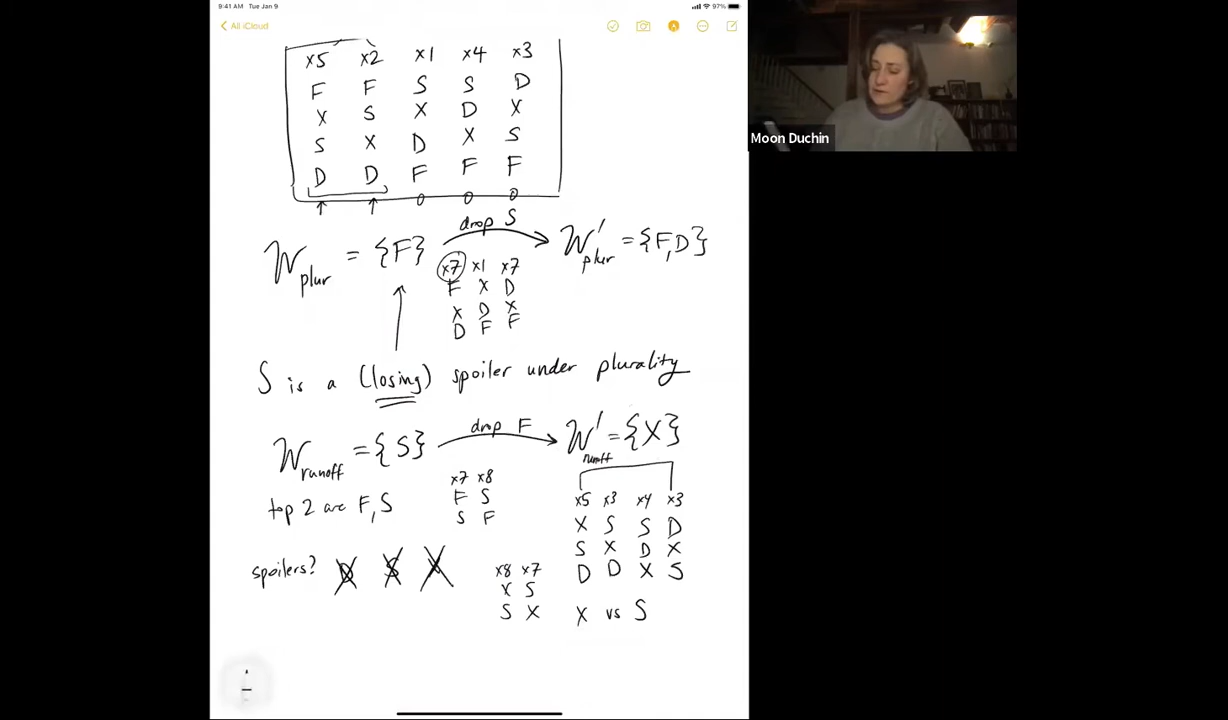 9:41 AM Tue Jan 9
97%
All iCloud
x5 x2 x1 x4 x3
F F S S D
X S X D X
S X D X S
D D F F F
0 0 0
W plur = {F} drop S W' plur = {F, D}
x7 x1 x7
F X D
X D X
D F F
S is a (losing) spoiler under plurality
W runoff = {S} drop F W' runoff = {X}
top 2 are F, S
x7 x8
F S
S F
x5 x3 x4 x3
X S S D
S X D X
D D X S
spoilers? D S X
x8 x7
X S
S X
X vs S
Moon Duchin